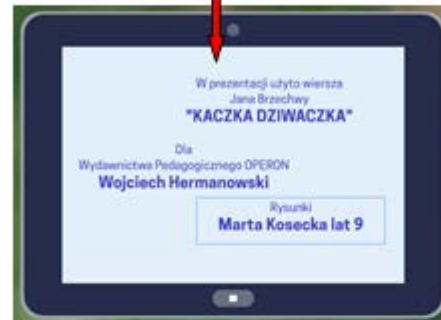 W prezentacji użyto wiersza
Jana Brzechwy
"KACZKA DZIWACZKA"
Dla
Wydawnictwa Pedagogicznego OPERON
Wojciech Hermanowski
Rysunki
Marta Kosecka lat 9